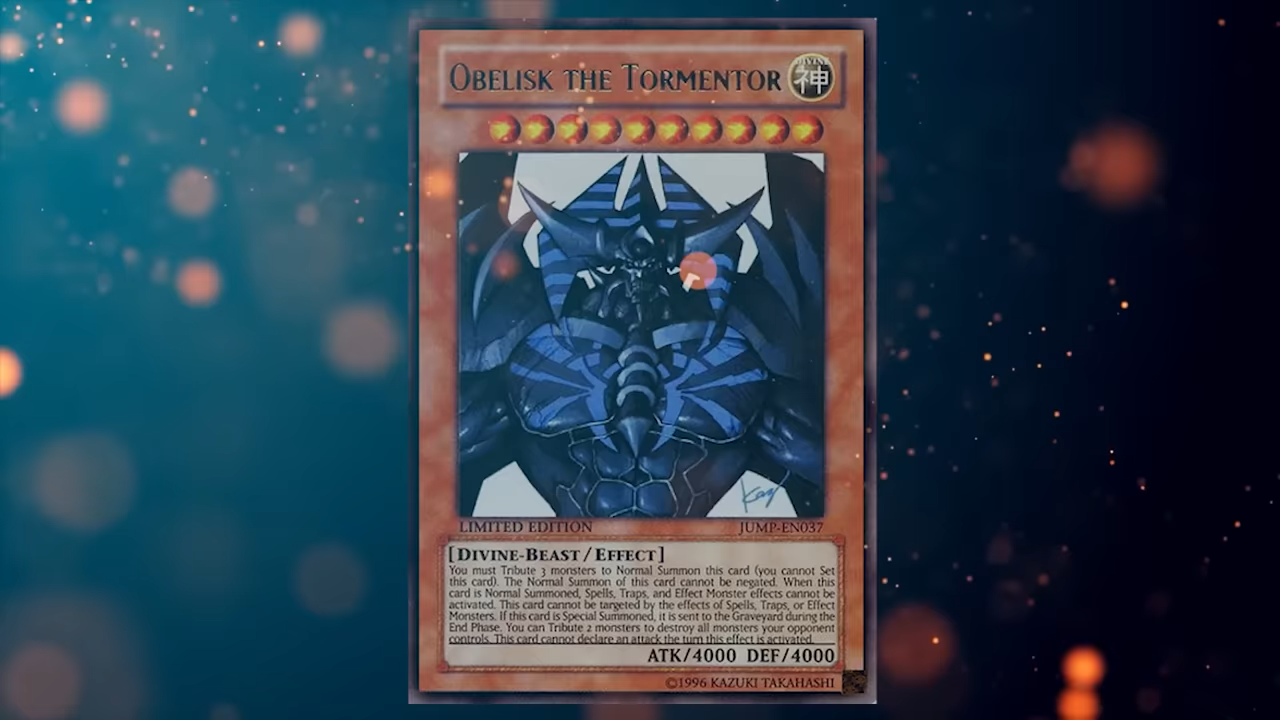 OBELISK THE TORMENTOR
DIVINE
神
LIMITED EDITION JUMP-EN037
[DIVINE-BEAST / EFFECT]
You must Tribute 3 monsters to Normal Summon this card (you cannot Set
this card). The Normal Summon of this card cannot be negated. When this
card is Normal Summoned, Spells, Traps, and Effect Monster effects cannot be
activated. This card cannot be targeted by the effects of Spells, Traps, or Effect
Monsters. If this card is Special Summoned, it is sent to the Graveyard during the
End Phase. You can Tribute 2 monsters to destroy all monsters your opponent
controls. This card cannot declare an attack the turn this effect is activated.
ATK/4000 DEF/4000
©1996 KAZUKI TAKAHASHI